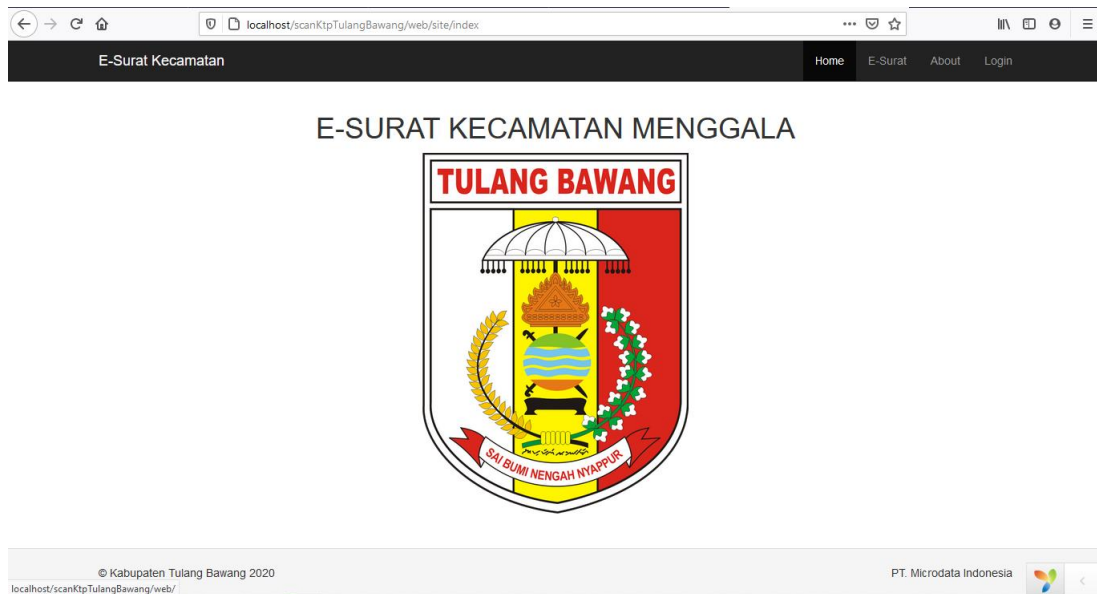 localhost/scanKtpTulangBawang/web/site/index
E-Surat Kecamatan
Home E-Surat About Login
E-SURAT KECAMATAN MENGGALA
TULANG BAWANG
SAI BUMI NENGAH NYAPPUR
© Kabupaten Tulang Bawang 2020
PT. Microdata Indonesia
localhost/scanKtpTulangBawang/web/